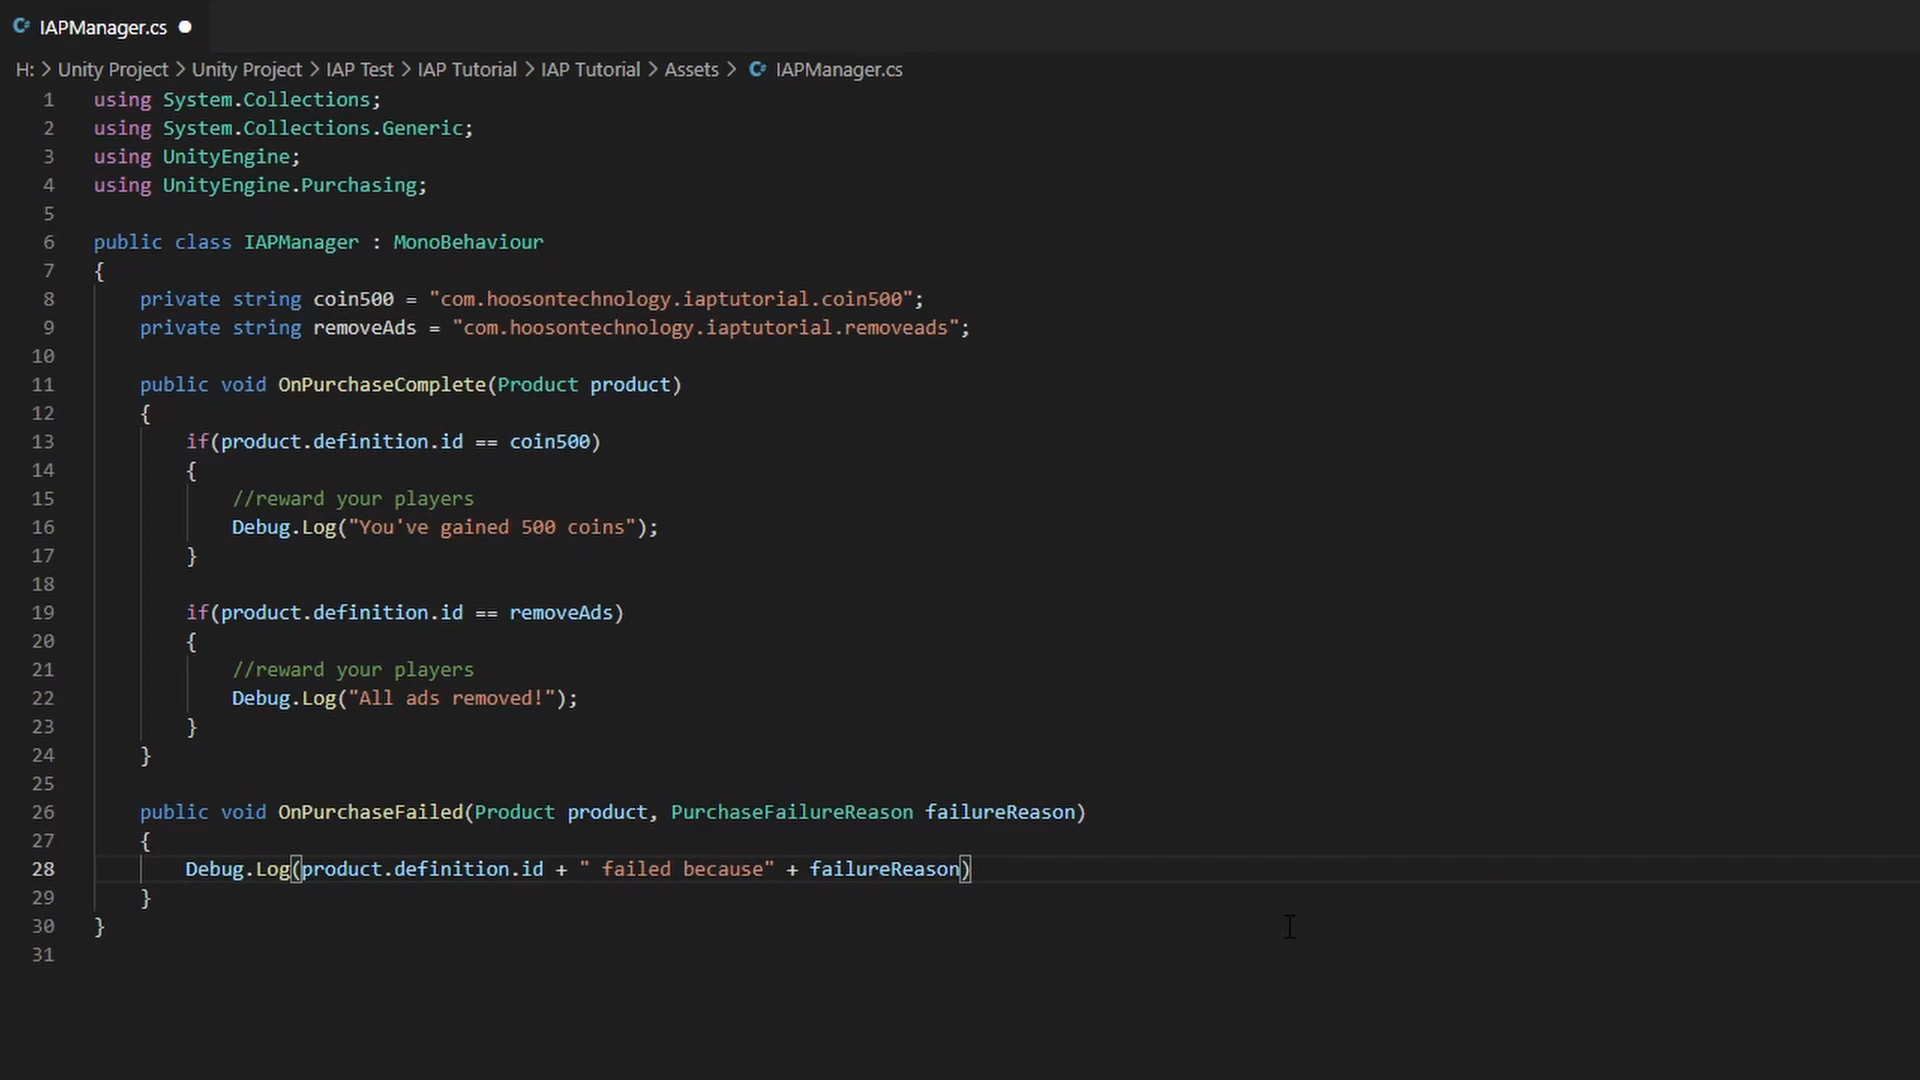 IAPManager.cs
H: > Unity Project > Unity Project > IAP Test > IAP Tutorial > IAP Tutorial > Assets > IAPManager.cs
1 using System.Collections;
2 using System.Collections.Generic;
3 using UnityEngine;
4 using UnityEngine.Purchasing;
5
6 public class IAPManager : MonoBehaviour
7 {
8 private string coin500 = "com.hoosontechnology.iaptutorial.coin500";
9 private string removeAds = "com.hoosontechnology.iaptutorial.removeads";
10
11 public void OnPurchaseComplete(Product product)
12 {
13 if(product.definition.id == coin500)
14 {
15 //reward your players
16 Debug.Log("You've gained 500 coins");
17 }
18
19 if(product.definition.id == removeAds)
20 {
21 //reward your players
22 Debug.Log("All ads removed!");
23 }
24 }
25
26 public void OnPurchaseFailed(Product product, PurchaseFailureReason failureReason)
27 {
28 Debug.Log(product.definition.id + " failed because" + failureReason)
29 }
30 }
31